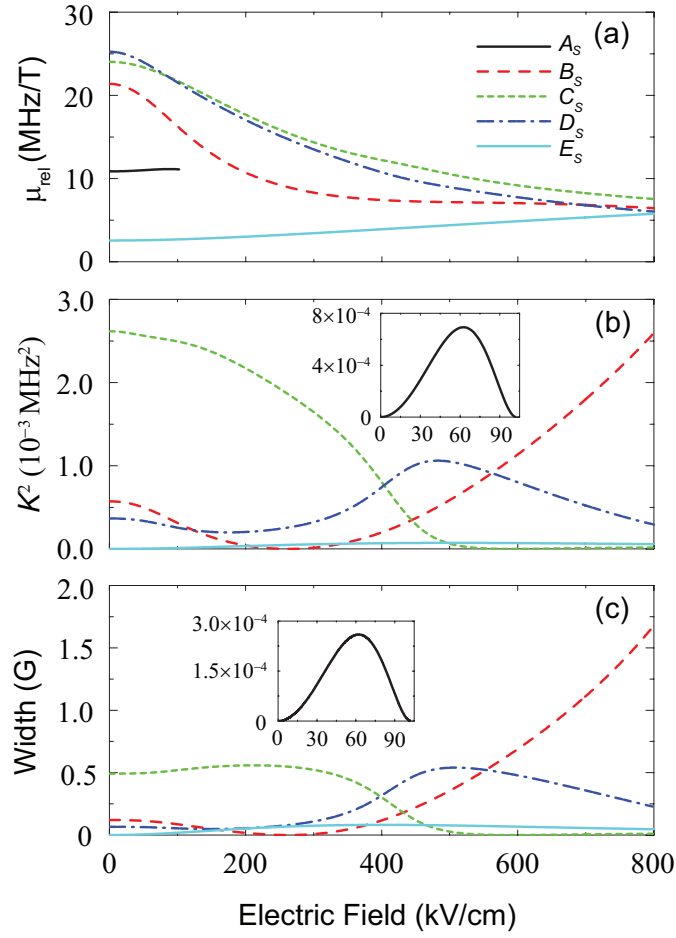 (a)
A_S
B_S
C_S
D_S
E_S
30
20
10
0
μ_rel (MHz/T)
(b)
3.0
2.0
1.0
0.0
K² (10⁻³ MHz²)
8×10⁻⁴
4×10⁻⁴
0
0 30 60 90
(c)
2.0
1.5
1.0
0.5
0
Width (G)
3.0×10⁻⁴
1.5×10⁻⁴
0
0 30 60 90
0 200 400 600 800
Electric Field (kV/cm)